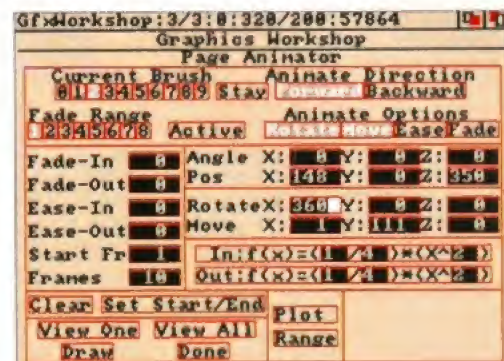 GfxWorkshop:3/3:0:320/200:57864
Graphics Workshop
Page Animator
Current Brush Animate Direction
0 1 2 3 4 5 6 7 8 9 Stay Backward
Fade Range Animate Options
1 2 3 4 5 6 7 8 Active Rotate Move Ease Fade
Fade-In 0 Angle X: 0 Y: 0 Z: 0
Fade-Out 0 Pos X: 148 Y: 0 Z: 350
Ease-In 0 Rotate X: 360 Y: 0 Z: 0
Ease-Out 0 Move X: 1 Y: 111 Z: 0
Start Fr 1 In:f(x)=(1 /4 )*(X^2 )
Frames 10 Out:f(x)=(1 /4 )*(X^2 )
Clear Set Start/End Plot
View One View All Range
Draw Done